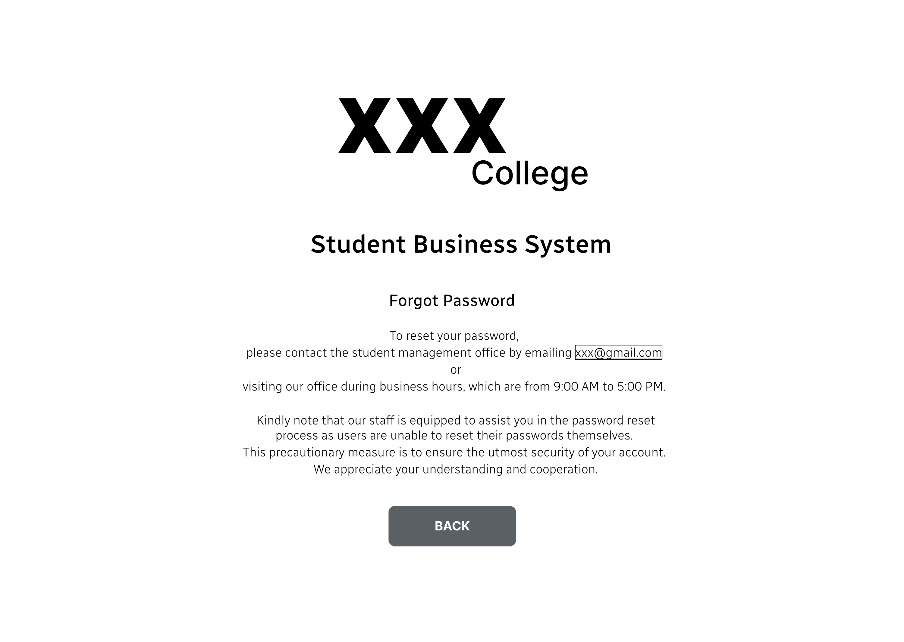 XXX
College
Student Business System
Forgot Password
To reset your password,
please contact the student management office by emailing xxx@gmail.com
or
visiting our office during business hours, which are from 9:00 AM to 5:00 PM.
Kindly note that our staff is equipped to assist you in the password reset
process as users are unable to reset their passwords themselves.
This precautionary measure is to ensure the utmost security of your account.
We appreciate your understanding and cooperation.
BACK